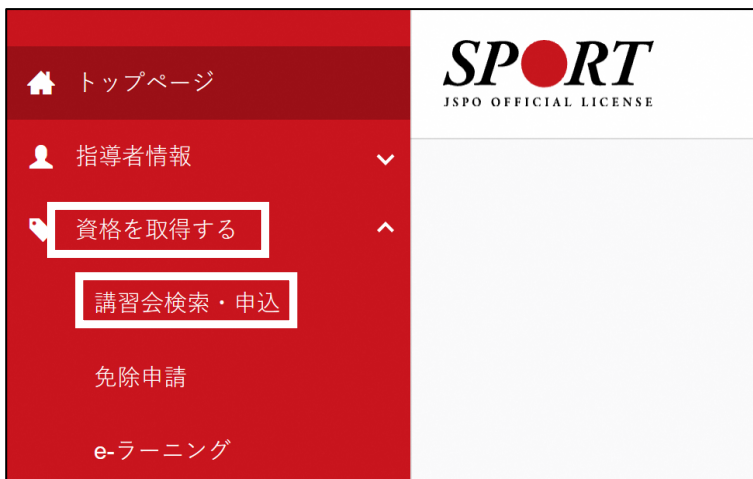 トップページ
指導者情報
資格を取得する
講習会検索・申込
免除申請
e-ラーニング
SPORT
JSPO OFFICIAL LICENSE